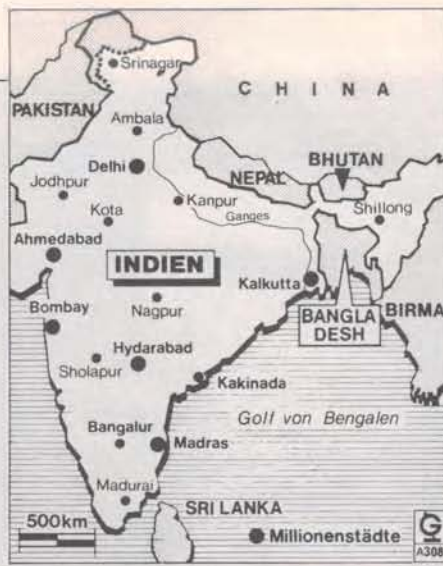 Srinagar
C H I N A
PAKISTAN
Ambala
Delhi
NEPAL
BHUTAN
Jodhpur
Kanpur
Shillong
Kota
Ganges
Ahmedabad
INDIEN
Kalkutta
Bombay
Nagpur
BANGLA
DESH
BIRMA
Hydarabad
Sholapur
Kakinada
Golf von Bengalen
Bangalur
Madras
Madurai
SRI LANKA
500km
Millionenstädte
G
A308